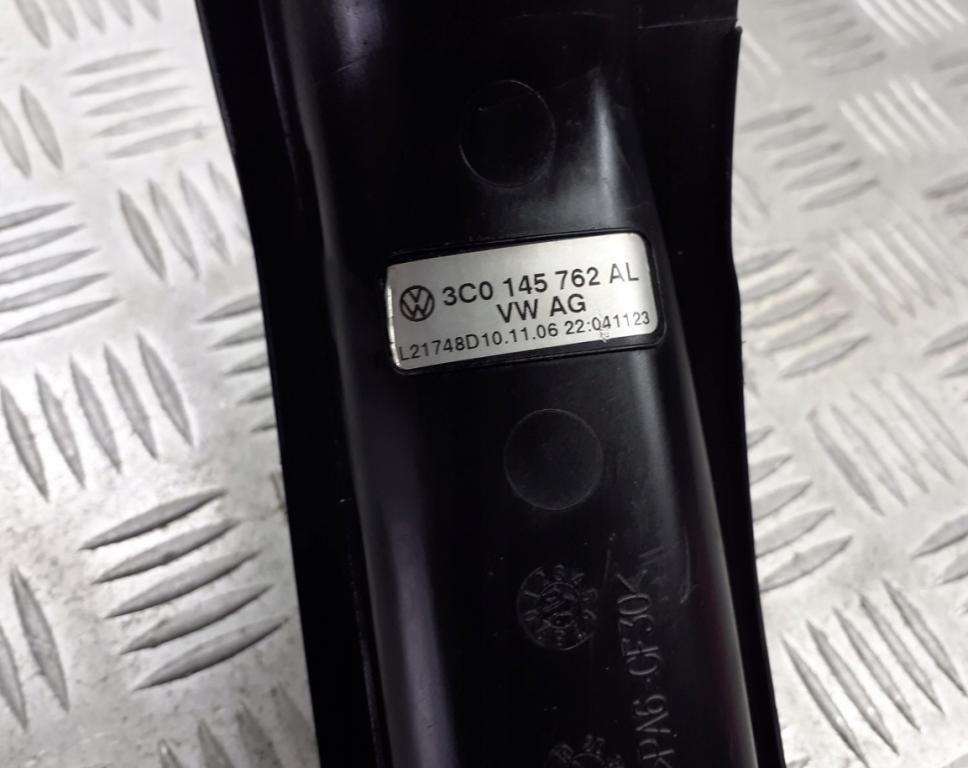 3C0 145 762 AL
VW AG
L21748D10.11.06 22:041123
>PA6-GF30<